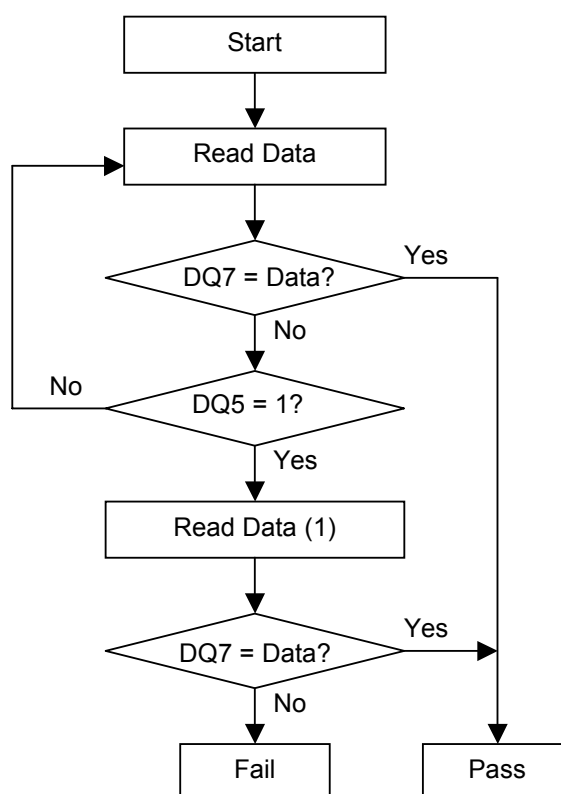 Start
Read Data
DQ7 = Data?
Yes
No
No
DQ5 = 1?
Yes
Read Data (1)
DQ7 = Data?
Yes
No
Fail
Pass